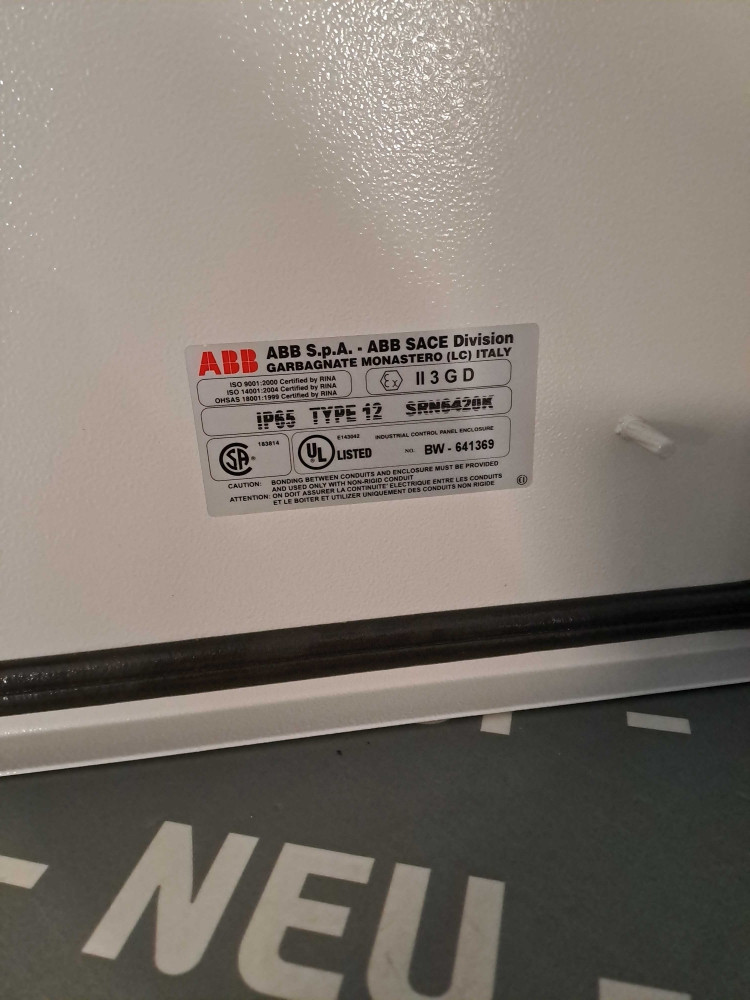 ABB
ABB S.p.A. - ABB SACE Division
GARBAGNATE MONASTERO (LC) ITALY
ISO 9001:2000 Certified by RINA
ISO 14001:2004 Certified by RINA
OHSAS 18001:1999 Certified by RINA
Ex II 3 G D
IP65 TYPE 12 SRN6420K
SA 183814
UL LISTED
E143042 INDUSTRIAL CONTROL PANEL ENCLOSURE
NO. BW - 641369
CAUTION: BONDING BETWEEN CONDUITS AND ENCLOSURE MUST BE PROVIDED
AND USED ONLY WITH NON-RIGID CONDUIT
ATTENTION: ON DOIT ASSURER LA CONTINUITE' ELECTRIQUE ENTRE LES CONDUITS
ET LE BOITER ET UTILIZER UNIQUEMENT DES CONDUITS NON RIGIDE
NEU